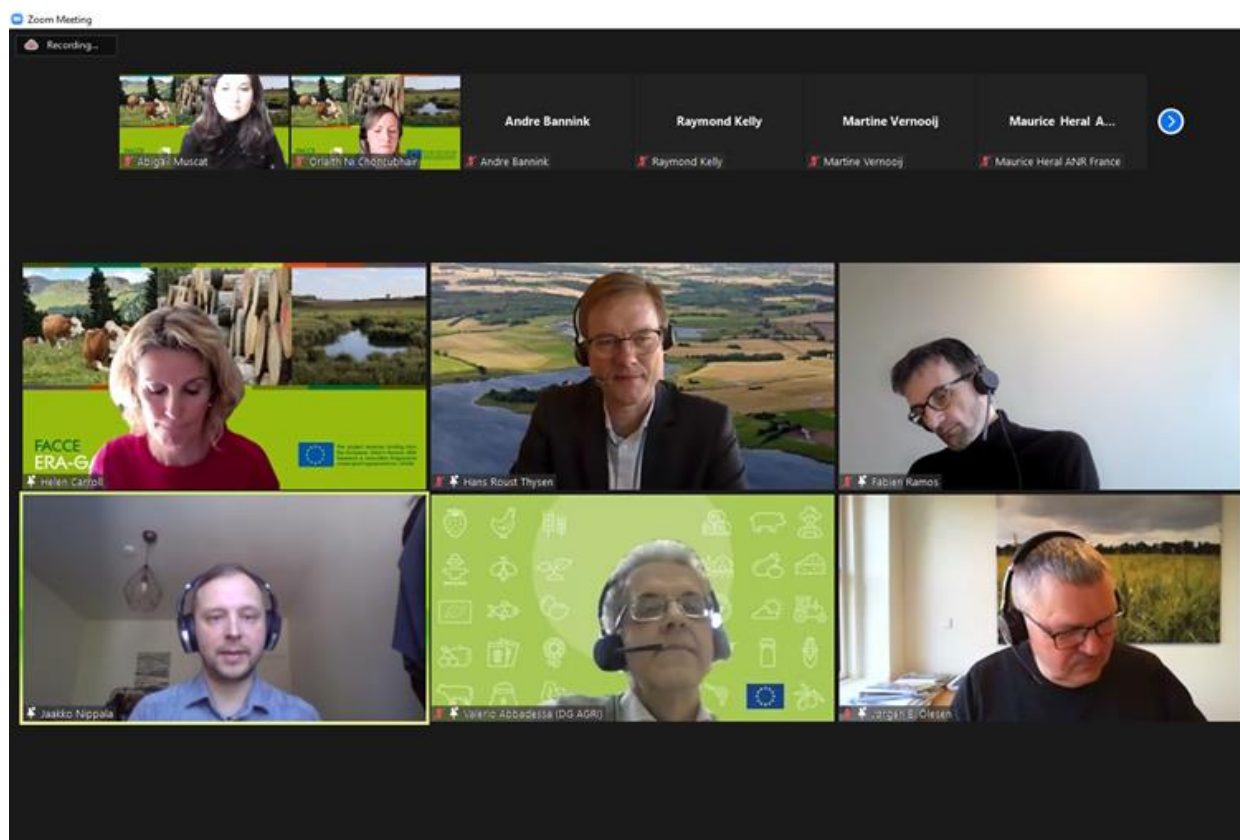 Zoom Meeting
Recording...
Abigail Muscat
Orlaith Ni Choncubhair
Andre Bannink
Andre Bannink
Raymond Kelly
Raymond Kelly
Martine Vernooij
Martine Vernooij
Maurice Heral A...
Maurice Heral ANR France
FACCE
ERA-GA
Helen Carroll
Hans Roust Thysen
Fabien Ramos
Jaakko Nippala
Valerio Abbadessa (DG AGRI)
Jørgen E. Olesen